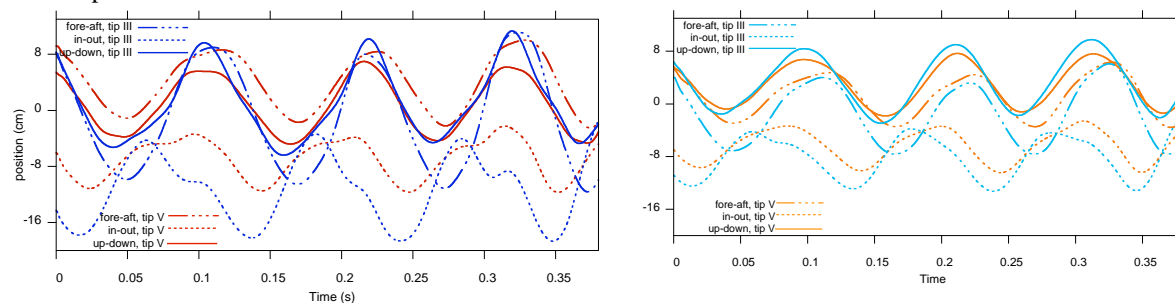 fore-aft, tip III
in-out, tip III
up-down, tip III
8
0
-8
-16
position (cm)
fore-aft, tip V
in-out, tip V
up-down, tip V
0 0.05 0.1 0.15 0.2 0.25 0.3 0.35
Time (s)
fore-aft, tip III
in-out, tip III
up-down, tip III
8
0
-8
-16
fore-aft, tip V
in-out, tip V
up-down, tip V
0 0.05 0.1 0.15 0.2 0.25 0.3 0.35
Time